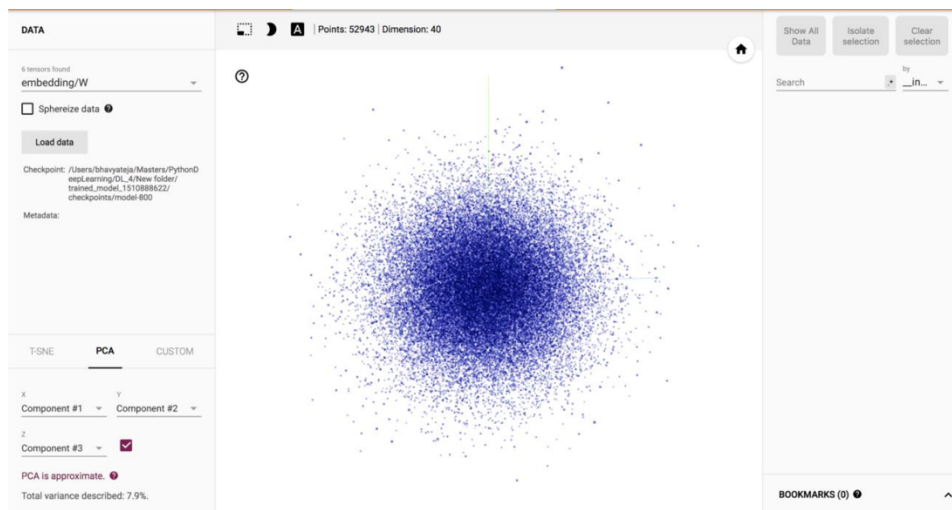 DATA
Points: 52943 | Dimension: 40
A
Show All
Data
Isolate
selection
Clear
selection
6 tensors found
embedding/W
Sphereize data
Load data
Checkpoint: /Users/bhavyateja/Masters/PythonD
eepLearning/DL_4/New folder/
trained_model_1510888622/
checkpoints/model-800
Metadata:
Search
.*
by
__in...
T-SNE
PCA
CUSTOM
X
Y
Component #1
Component #2
Z
Component #3
PCA is approximate.
Total variance described: 7.9%.
BOOKMARKS (0)